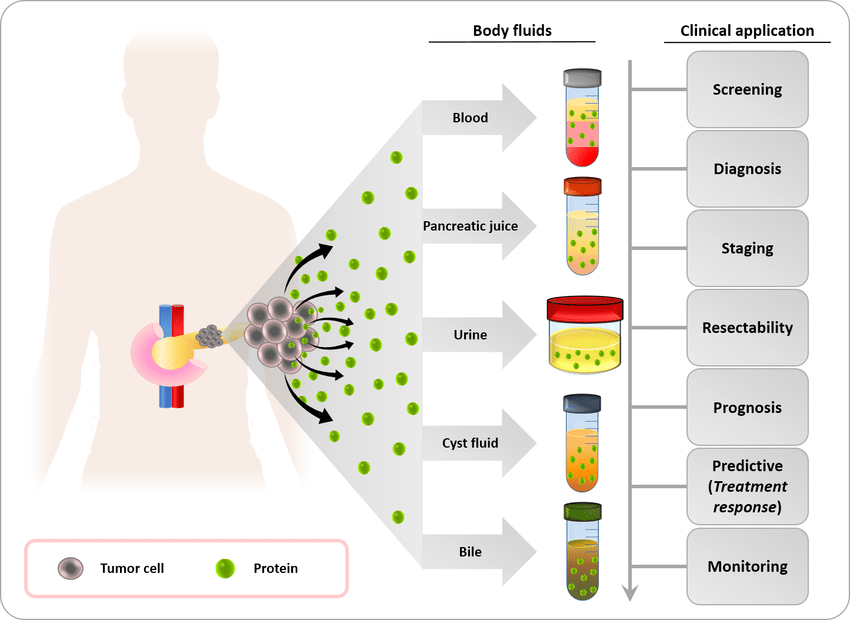 Body fluids
Clinical application
Blood
Pancreatic juice
Urine
Cyst fluid
Bile
Screening
Diagnosis
Staging
Resectability
Prognosis
Predictive
(Treatment
response)
Monitoring
Tumor cell
Protein